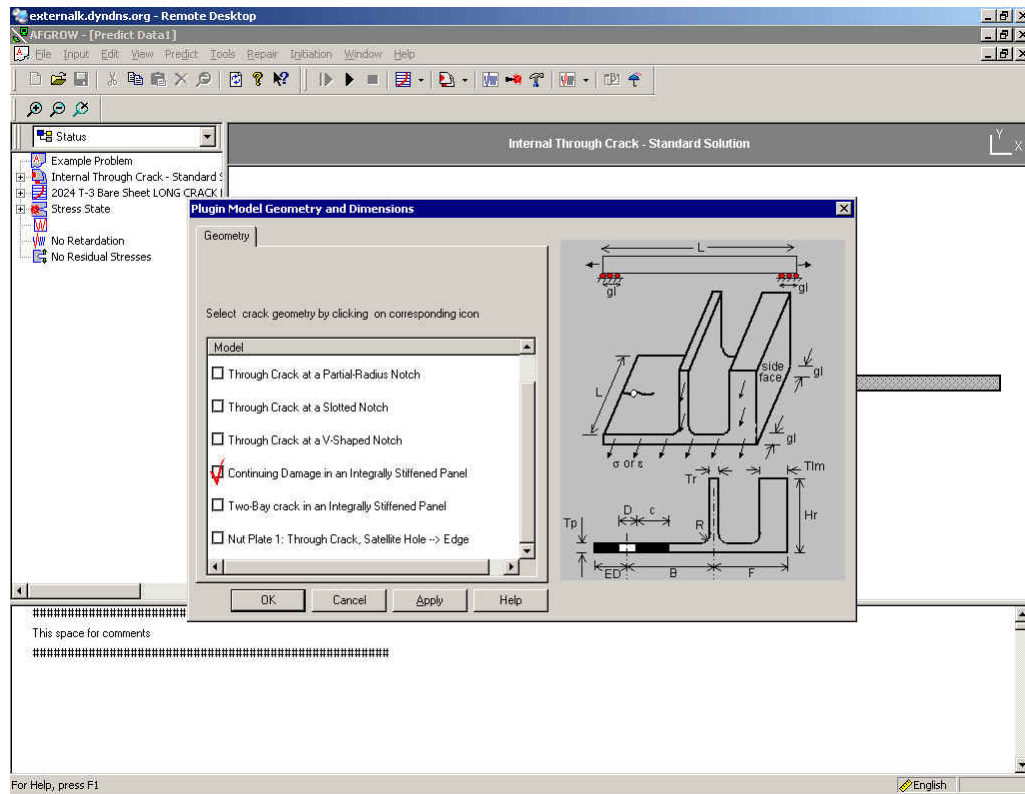 externalk.dyndns.org - Remote Desktop
AFGROW - [Predict Data1]
File Input Edit View Predict Tools Repair Initiation Window Help
Status
Internal Through Crack - Standard Solution
Y
X
Example Problem
Internal Through Crack - Standard S
2024 T-3 Bare Sheet LONG CRACK
Stress State
No Retardation
No Residual Stresses
Plugin Model Geometry and Dimensions
Geometry
Select crack geometry by clicking on corresponding icon
Model
Through Crack at a Partial-Radius Notch
Through Crack at a Slotted Notch
Through Crack at a V-Shaped Notch
Continuing Damage in an Integrally Stiffened Panel
Two-Bay crack in an Integrally Stiffened Panel
Nut Plate 1: Through Crack, Satellite Hole --> Edge
OK Cancel Apply Help
L
gl gl
side face
gl
L
gl
σ or ε
Tr Tlm
D c
Tp R Hr
ED B F
###########################
This space for comments
###################################################
For Help, press F1
English